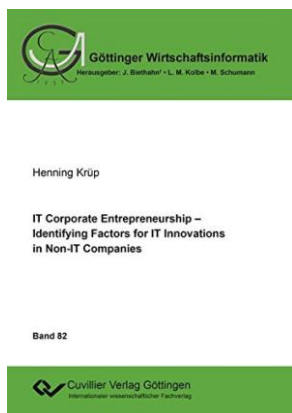 Göttinger Wirtschaftsinformatik
Herausgeber: J. Biethahn† · L. M. Kolbe · M. Schumann
Henning Krüp
IT Corporate Entrepreneurship –
Identifying Factors for IT Innovations
in Non-IT Companies
Band 82
Cuvillier Verlag Göttingen
Internationaler wissenschaftlicher Fachverlag